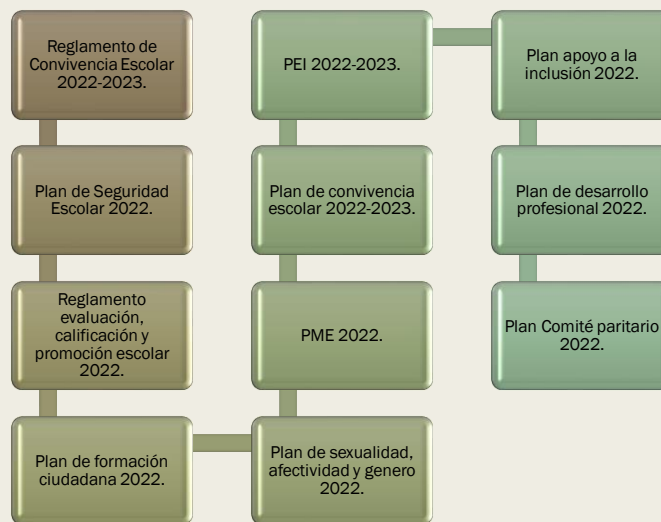 Reglamento de
Convivencia Escolar
2022-2023.
Plan de Seguridad
Escolar 2022.
Reglamento
evaluación,
calificación y
promoción escolar
2022.
Plan de formación
ciudadana 2022.
Plan de sexualidad,
afectividad y genero
2022.
PME 2022.
Plan de convivencia
escolar 2022-2023.
PEI 2022-2023.
Plan apoyo a la
inclusión 2022.
Plan de desarrollo
profesional 2022.
Plan Comité paritario
2022.